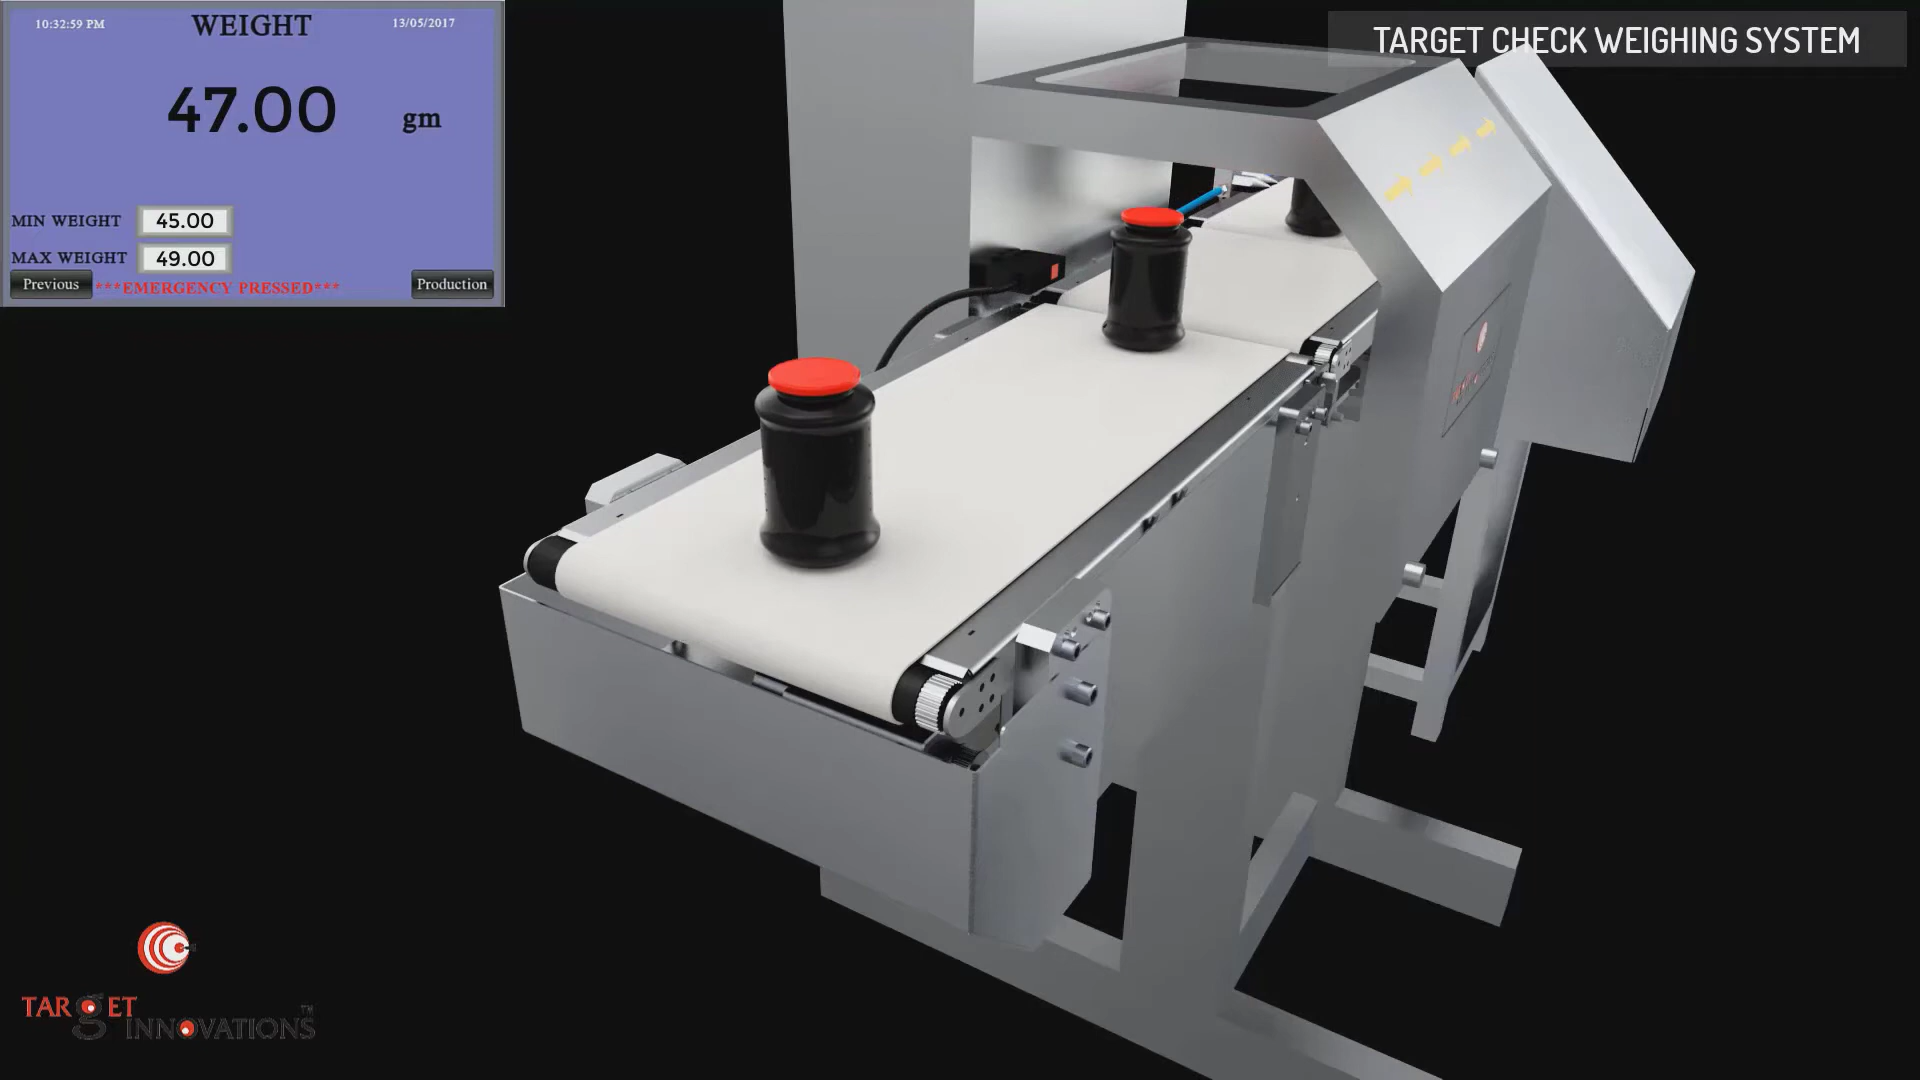 10:32:59 PM WEIGHT 13/05/2017
47.00 gm
MIN WEIGHT 45.00
MAX WEIGHT 49.00
Previous ***EMERGENCY PRESSED*** Production
TARGET CHECK WEIGHING SYSTEM
TARgET
INNOVATIONS™